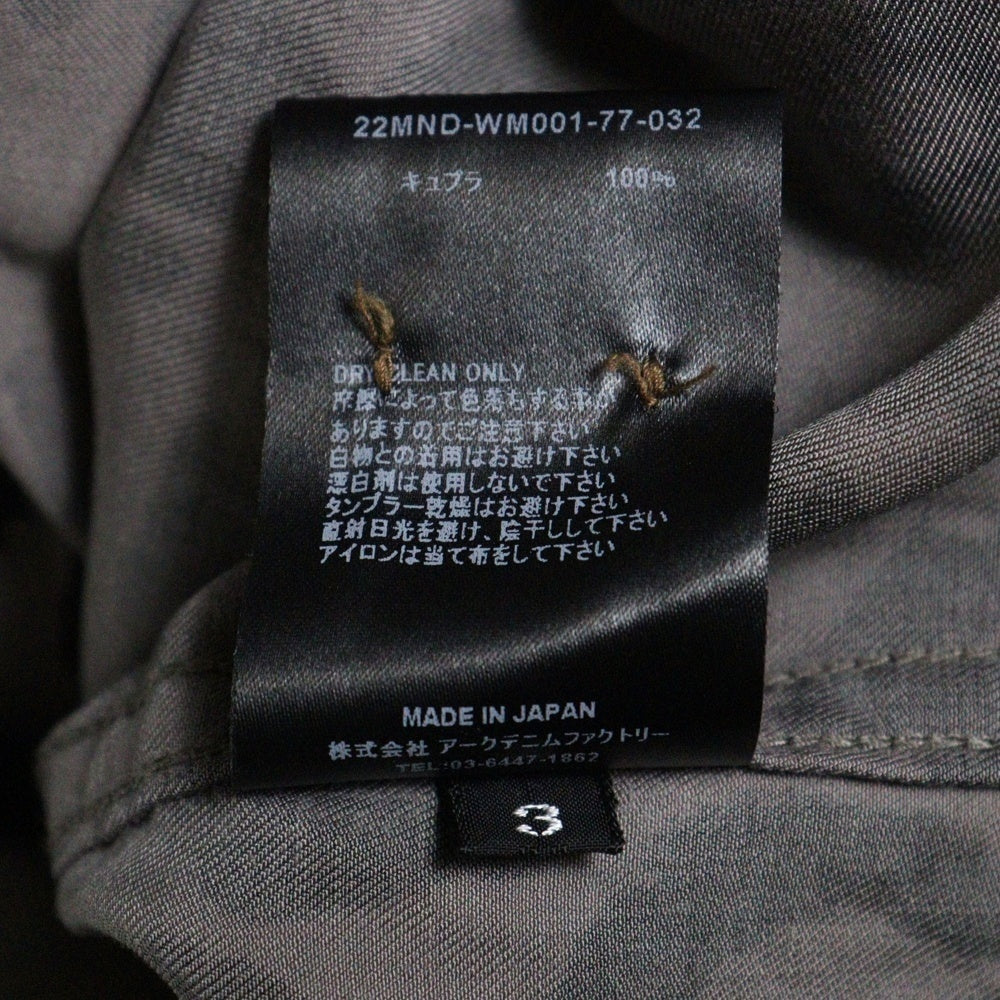 22MND-WM001-77-032
キュプラ 100%
DRY CLEAN ONLY
摩擦によって色落ちする事が
ありますのでご注意下さい
白物との着用はお避け下さい
漂白剤は使用しないで下さい
タンブラー乾燥はお避け下さい
直射日光を避け、陰干しして下さい
アイロンは当て布をして下さい
MADE IN JAPAN
株式会社 アークデニムファクトリー
TEL:03-6447-1862
3